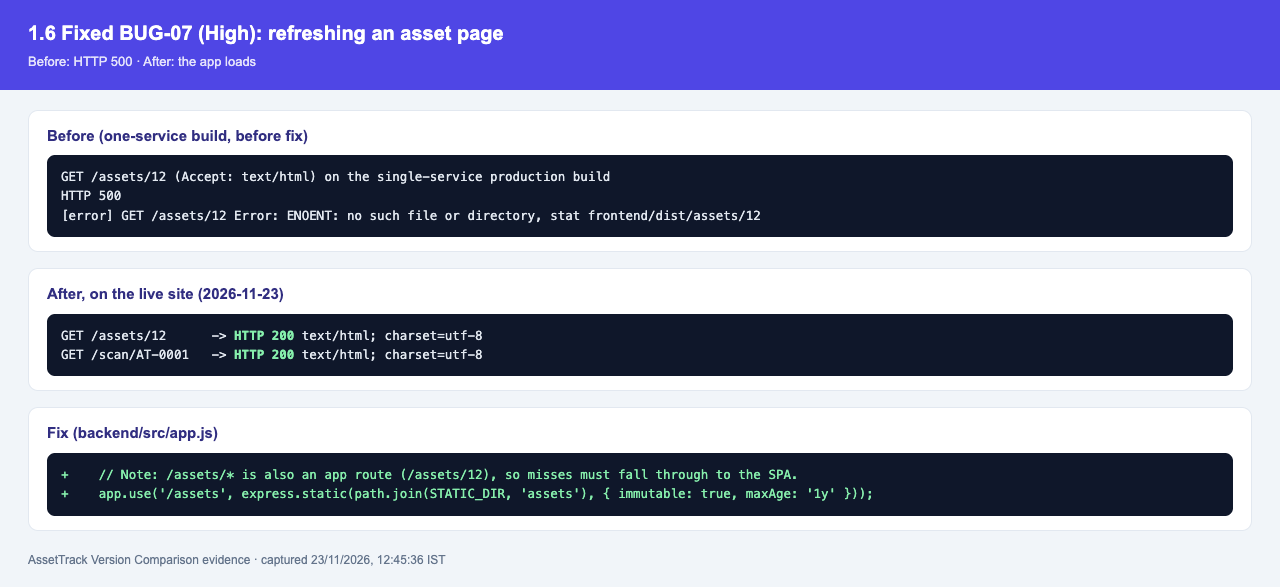 1.6 Fixed BUG-07 (High): refreshing an asset page
Before: HTTP 500 · After: the app loads
Before (one-service build, before fix)
GET /assets/12 (Accept: text/html) on the single-service production build
HTTP 500
[error] GET /assets/12 Error: ENOENT: no such file or directory, stat frontend/dist/assets/12
After, on the live site (2026-11-23)
GET /assets/12      -> HTTP 200 text/html; charset=utf-8
GET /scan/AT-0001   -> HTTP 200 text/html; charset=utf-8
Fix (backend/src/app.js)
+    // Note: /assets/* is also an app route (/assets/12), so misses must fall through to the SPA.
+    app.use('/assets', express.static(path.join(STATIC_DIR, 'assets'), { immutable: true, maxAge: '1y' }));
AssetTrack Version Comparison evidence · captured 23/11/2026, 12:45:36 IST